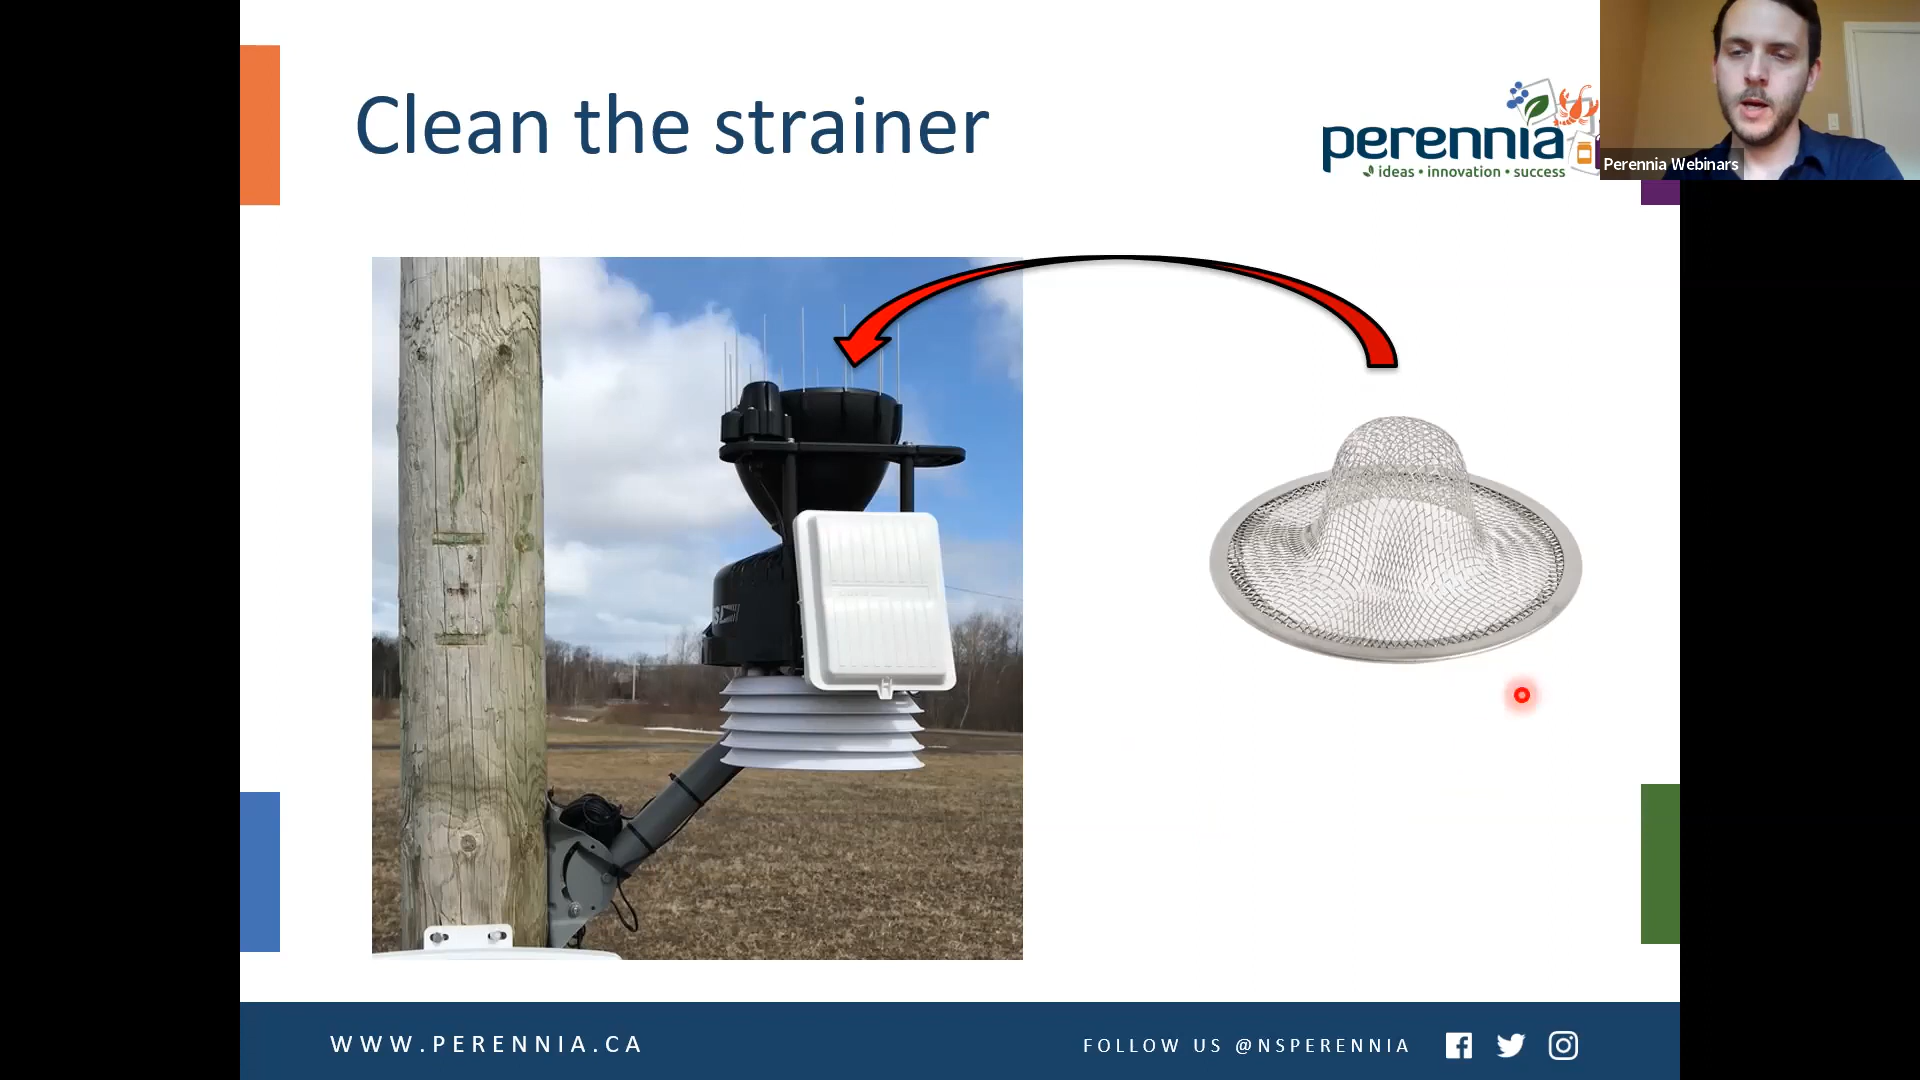 Clean the strainer
perennia
ideas • innovation • success
Perennia Webinars
WWW.PERENNIA.CA
FOLLOW US @NSPERENNIA